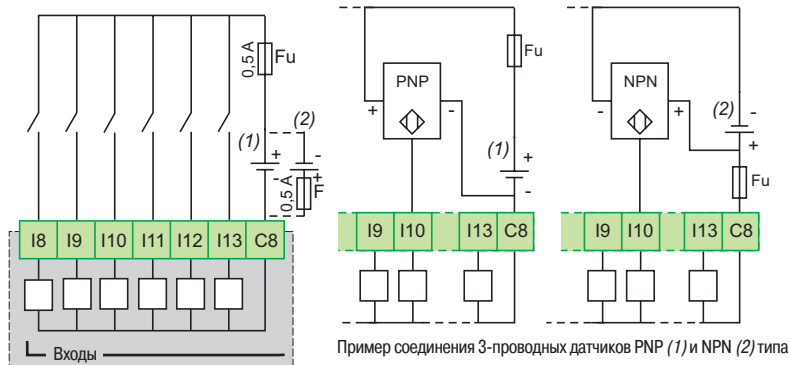 0,5 A
Fu
(1)
+
-
(2)
-
+
0,5 A
F
I8 I9 I10 I11 I12 I13 C8
Входы
PNP
+ -
Fu
(1)
+
-
I9 I10 I13 C8
NPN
- +
(2)
-
+
Fu
I9 I10 I13 C8
Пример соединения 3-проводных датчиков PNP (1) и NPN (2) типа